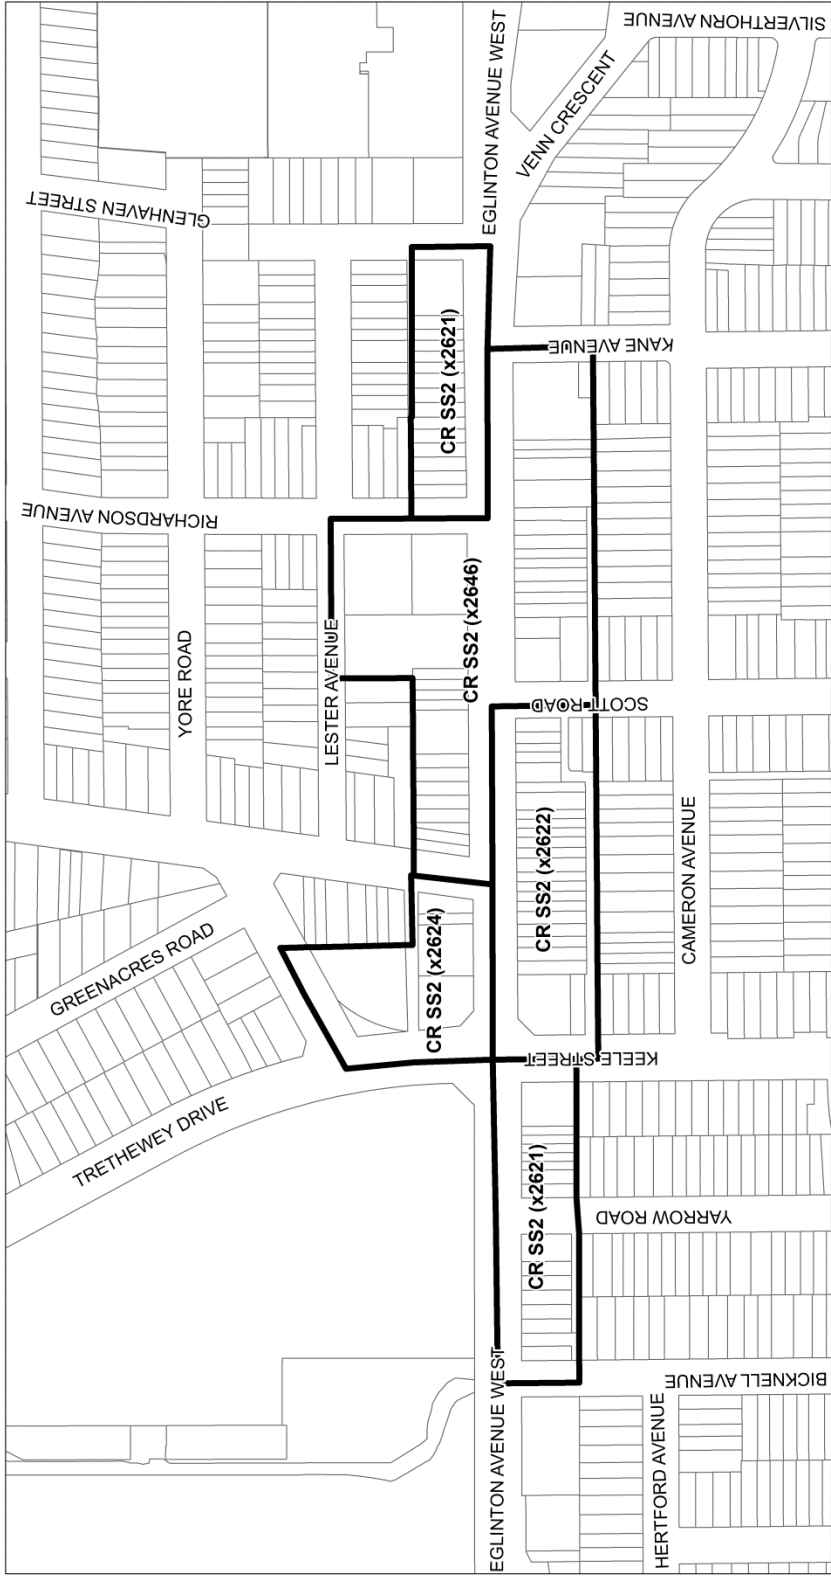 SILVERTHORN AVENUE
EGLINTON AVENUE WEST
VENN CRESCENT
GLENHAVEN STREET
KANE AVENUE
CR SS2 (x2621)
RICHARDSON AVENUE
CR SS2 (x2646)
YORE ROAD
LESTER AVENUE
SCOTT ROAD
CR SS2 (x2622)
CAMERON AVENUE
GREENACRES ROAD
CR SS2 (x2624)
KEELE STREET
TRETHEWEY DRIVE
CR SS2 (x2621)
YARROW ROAD
EGLINTON AVENUE WEST
BICKNELL AVENUE
HERTFORD AVENUE